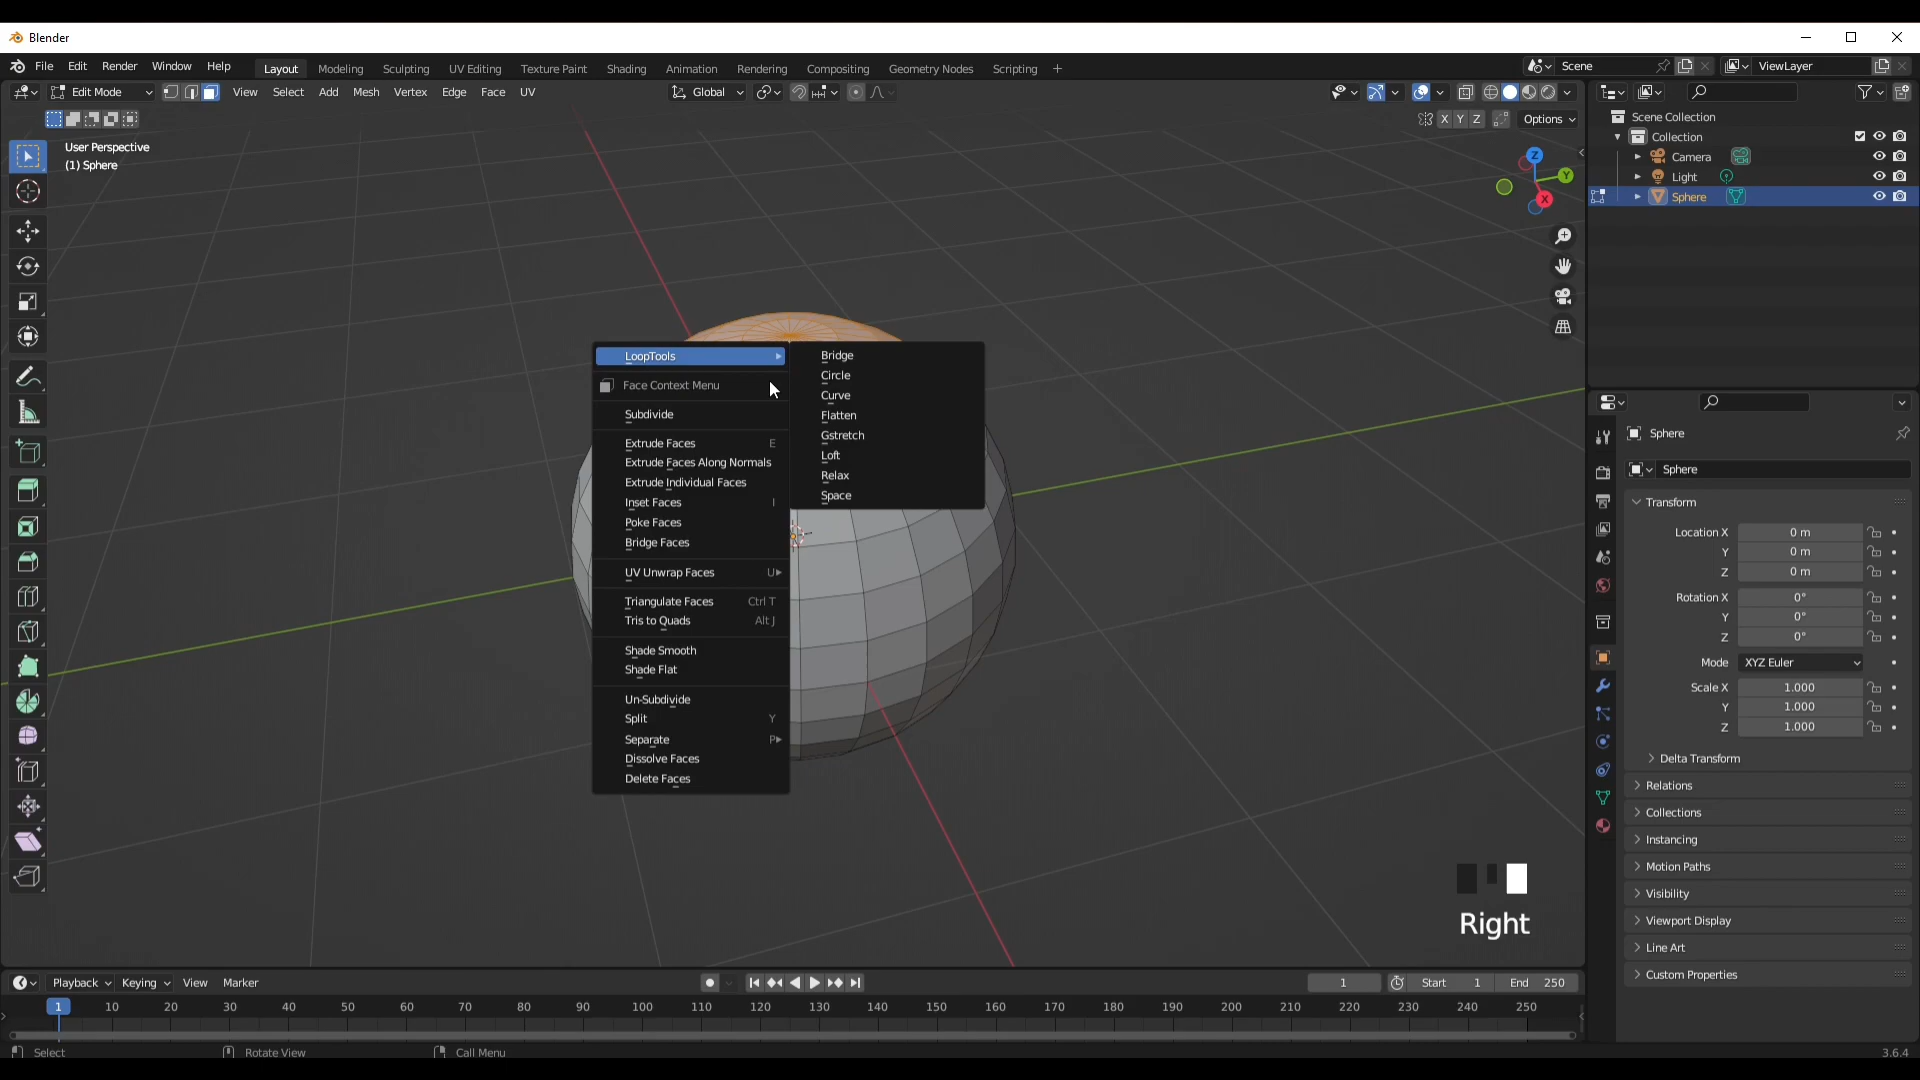 Blender
File Edit Render Window Help Layout Modeling Sculpting UV Editing Texture Paint Shading Animation Rendering Compositing Geometry Nodes Scripting + Scene ViewLayer
Edit Mode View Select Add Mesh Vertex Edge Face UV Global
X Y Z Options
User Perspective
(1) Sphere
Z
Y
X
Scene Collection
Collection
Camera
Light
Sphere
LoopTools
Face Context Menu
Subdivide
Extrude Faces E
Extrude Faces Along Normals
Extrude Individual Faces
Inset Faces I
Poke Faces
Bridge Faces
UV Unwrap Faces U
Triangulate Faces Ctrl T
Tris to Quads Alt J
Shade Smooth
Shade Flat
Un-Subdivide
Split Y
Separate P
Dissolve Faces
Delete Faces
Bridge
Circle
Curve
Flatten
Gstretch
Loft
Relax
Space
Sphere
Sphere
Transform
Location X 0 m
Y 0 m
Z 0 m
Rotation X 0°
Y 0°
Z 0°
Mode XYZ Euler
Scale X 1.000
Y 1.000
Z 1.000
Delta Transform
Relations
Collections
Instancing
Motion Paths
Visibility
Viewport Display
Line Art
Custom Properties
Right
Playback Keying View Marker 1 Start 1 End 250
1 10 20 30 40 50 60 70 80 90 100 110 120 130 140 150 160 170 180 190 200 210 220 230 240 250
Select Rotate View Call Menu 3.6.4